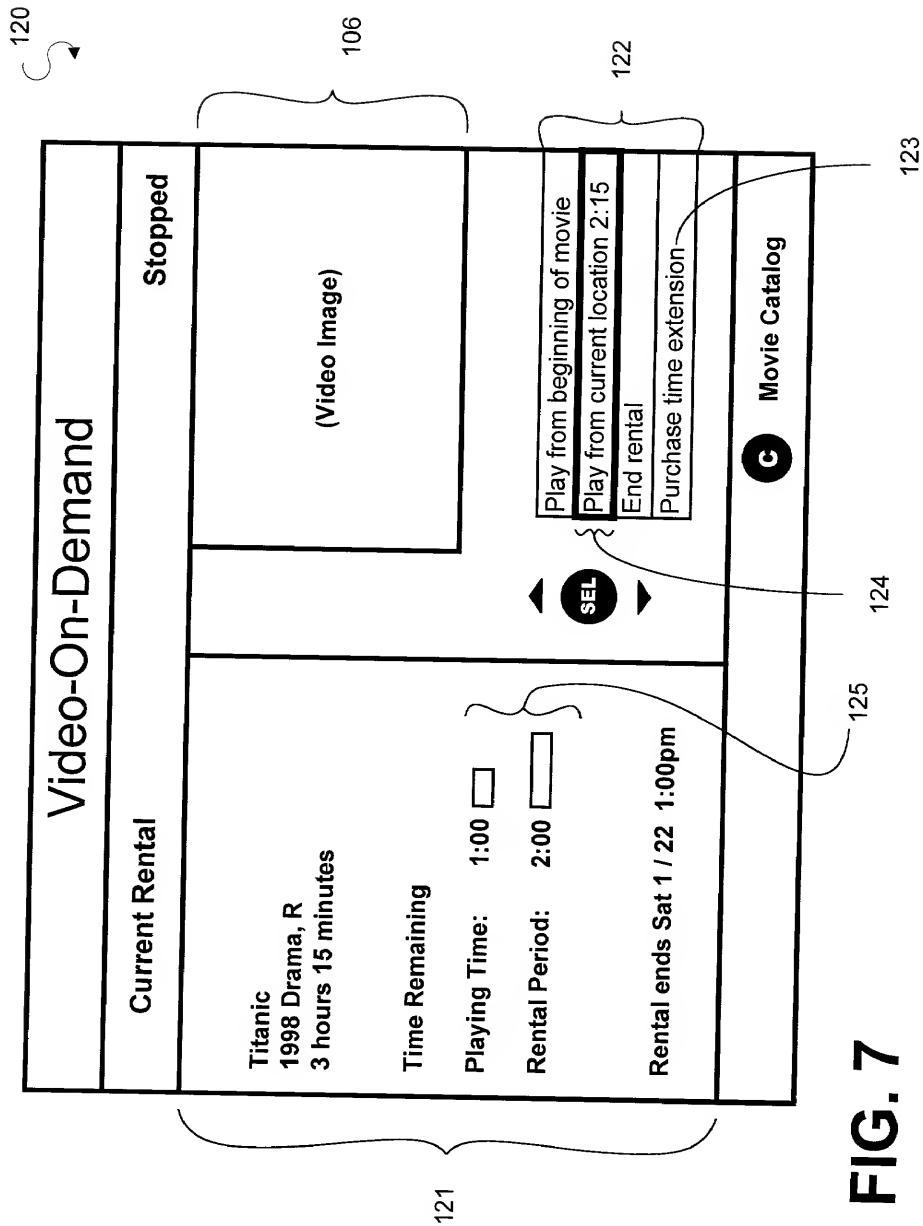 120
Video-On-Demand
Current Rental
Stopped
106
121
Titanic
1998 Drama, R
3 hours 15 minutes
Time Remaining
Playing Time: 1:00
Rental Period: 2:00
Rental ends Sat 1 / 22 1:00pm
(Video Image)
SEL
Play from beginning of movie
Play from current location 2:15
End rental
Purchase time extension
122
C Movie Catalog
123
124
125
FIG. 7